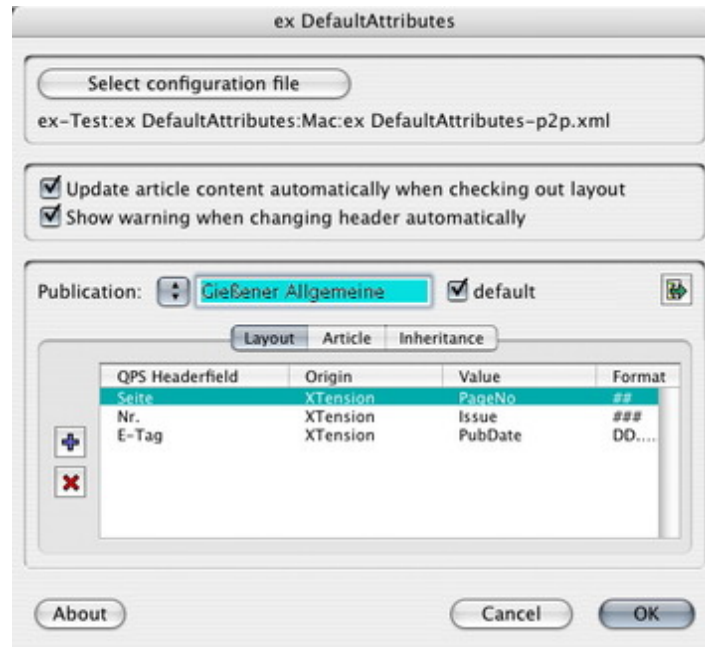 ex DefaultAttributes
Select configuration file
ex-Test:ex DefaultAttributes:Mac:ex DefaultAttributes-p2p.xml
Update article content automatically when checking out layout
Show warning when changing header automatically
Publication: Gießener Allgemeine default
Layout Article Inheritance
QPS Headerfield Origin Value Format
Seite XTension PageNo ##
Nr. XTension Issue ###
E-Tag XTension PubDate DD....
About Cancel OK